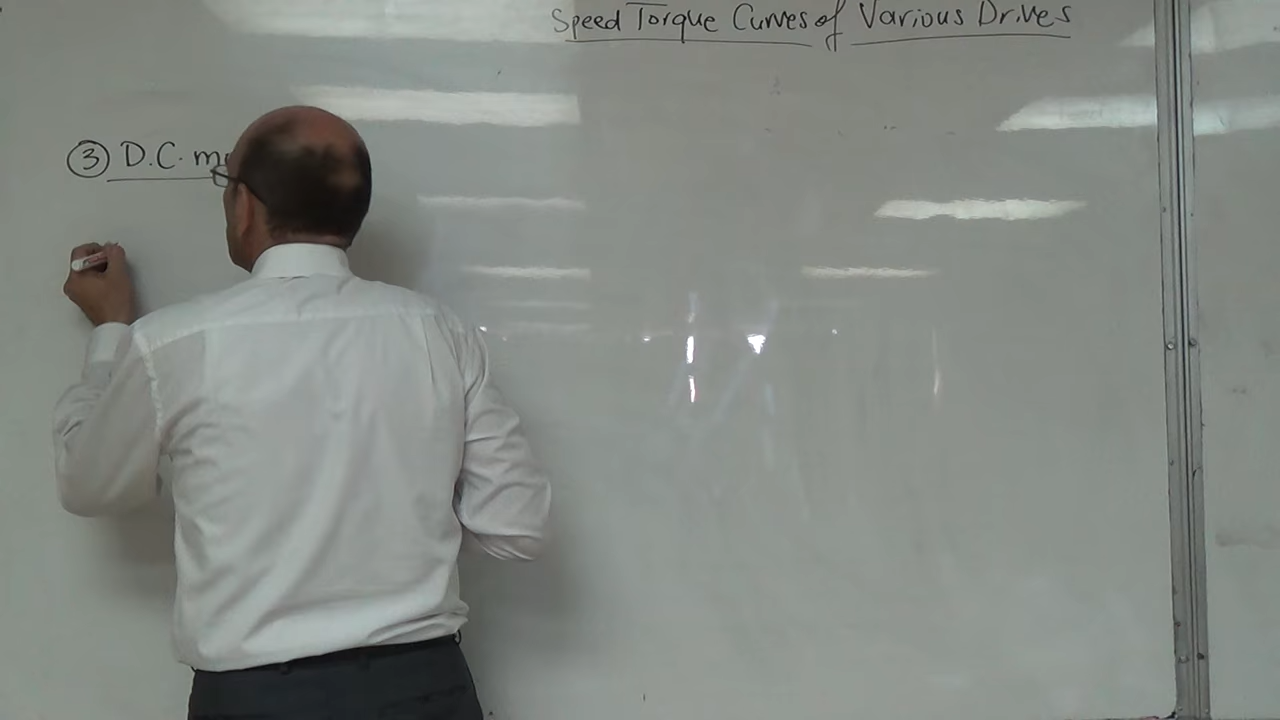 Speed Torque Curves of Various Drives
③ D.C. m